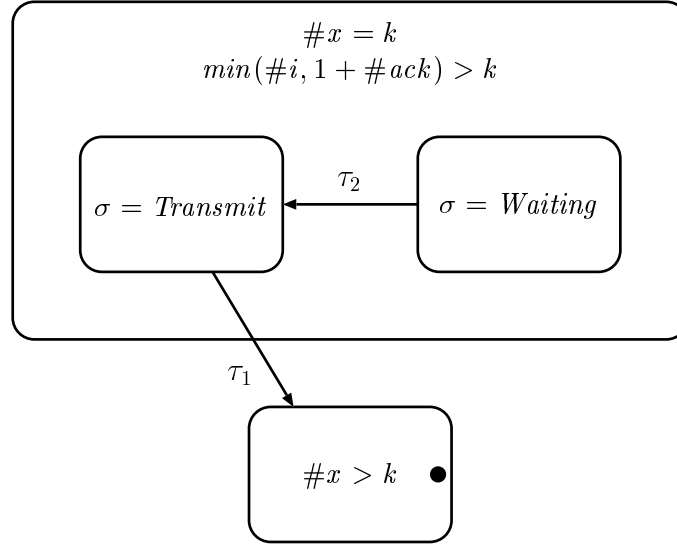 #x = k
min(#i, 1 + #ack) > k
τ₂
σ = Transmit
σ = Waiting
τ₁
#x > k